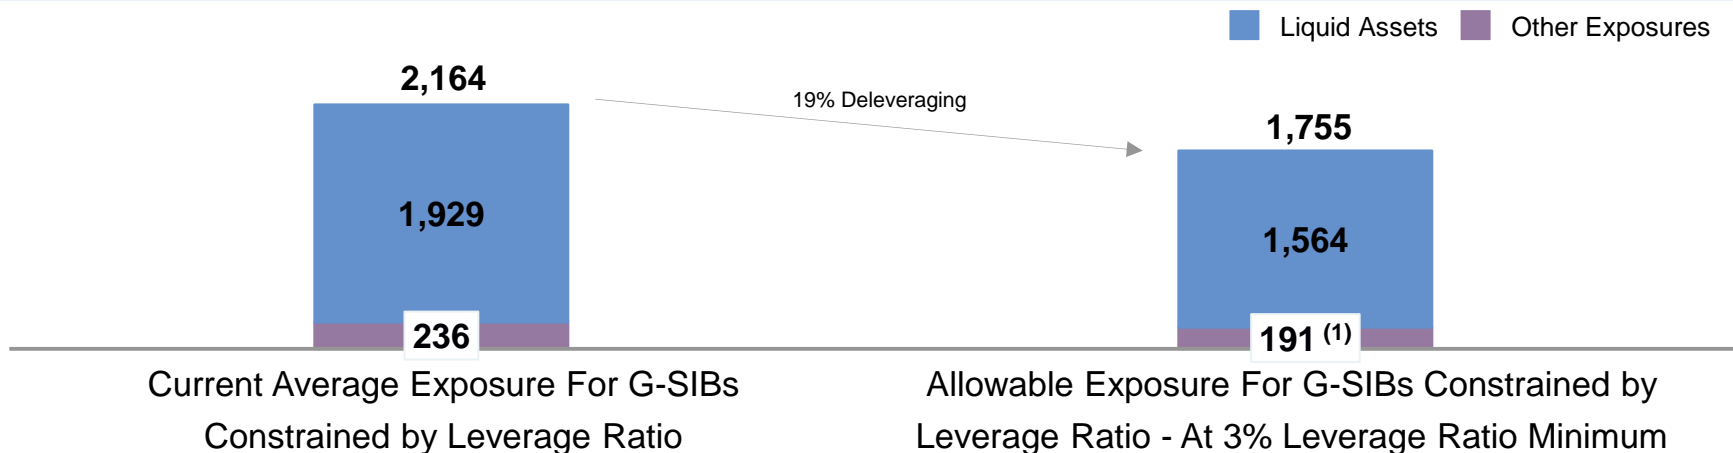 Liquid Assets Other Exposures
2,164
19% Deleveraging
1,755
1,929
1,564
236
191 (1)
Current Average Exposure For G-SIBs
Constrained by Leverage Ratio
Allowable Exposure For G-SIBs Constrained by
Leverage Ratio - At 3% Leverage Ratio Minimum